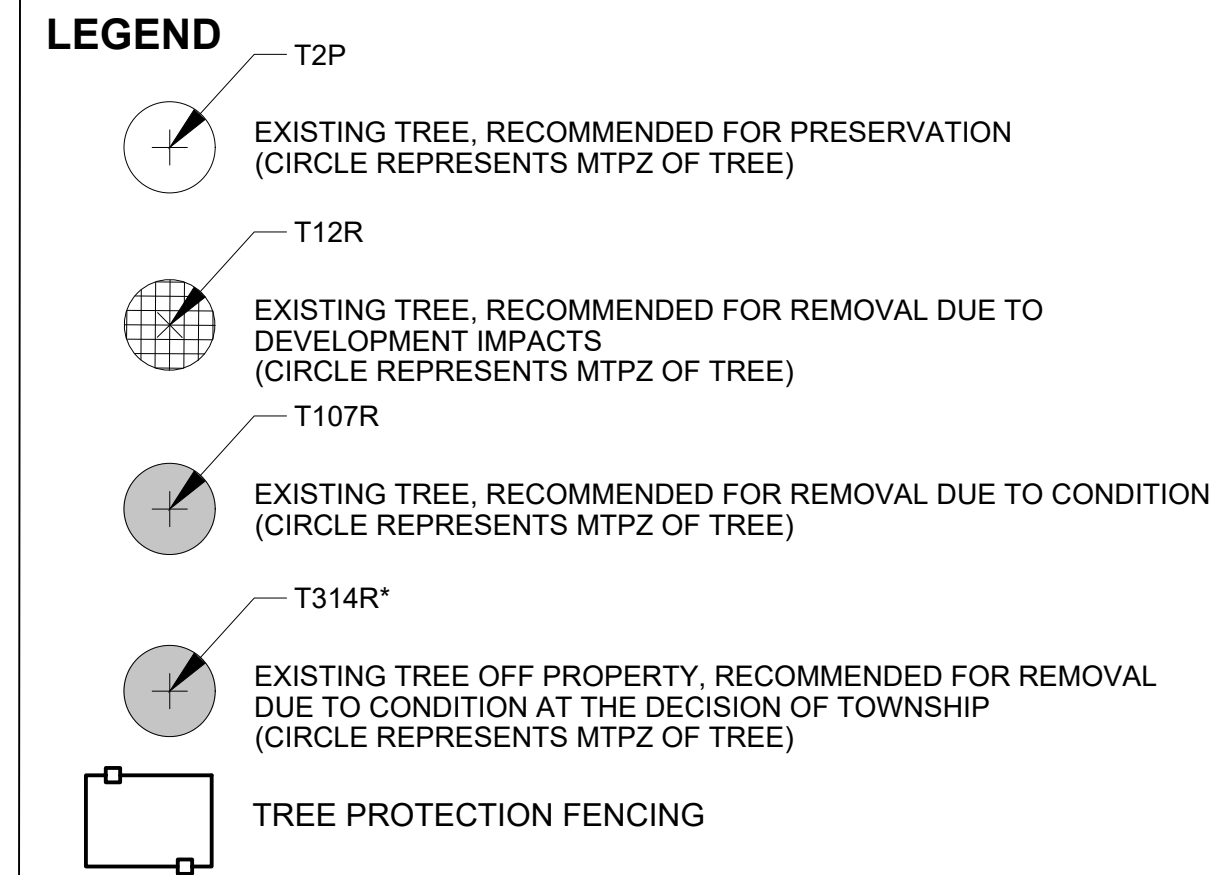 LEGEND
T2P
EXISTING TREE, RECOMMENDED FOR PRESERVATION
(CIRCLE REPRESENTS MTPZ OF TREE)
T12R
EXISTING TREE, RECOMMENDED FOR REMOVAL DUE TO
DEVELOPMENT IMPACTS
(CIRCLE REPRESENTS MTPZ OF TREE)
T107R
EXISTING TREE, RECOMMENDED FOR REMOVAL DUE TO CONDITION
(CIRCLE REPRESENTS MTPZ OF TREE)
T314R*
EXISTING TREE OFF PROPERTY, RECOMMENDED FOR REMOVAL
DUE TO CONDITION AT THE DECISION OF TOWNSHIP
(CIRCLE REPRESENTS MTPZ OF TREE)
TREE PROTECTION FENCING